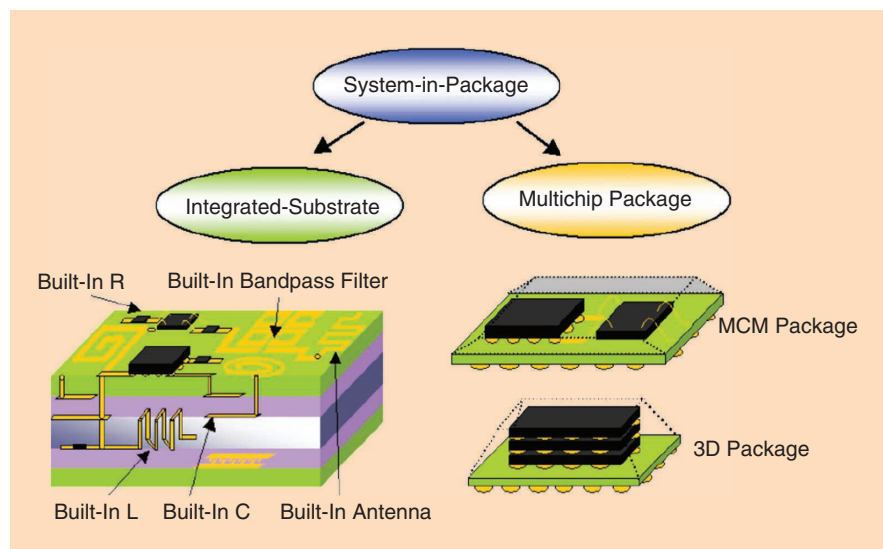 System-in-Package
Integrated-Substrate
Multichip Package
Built-In R
Built-In Bandpass Filter
MCM Package
3D Package
Built-In L
Built-In C
Built-In Antenna